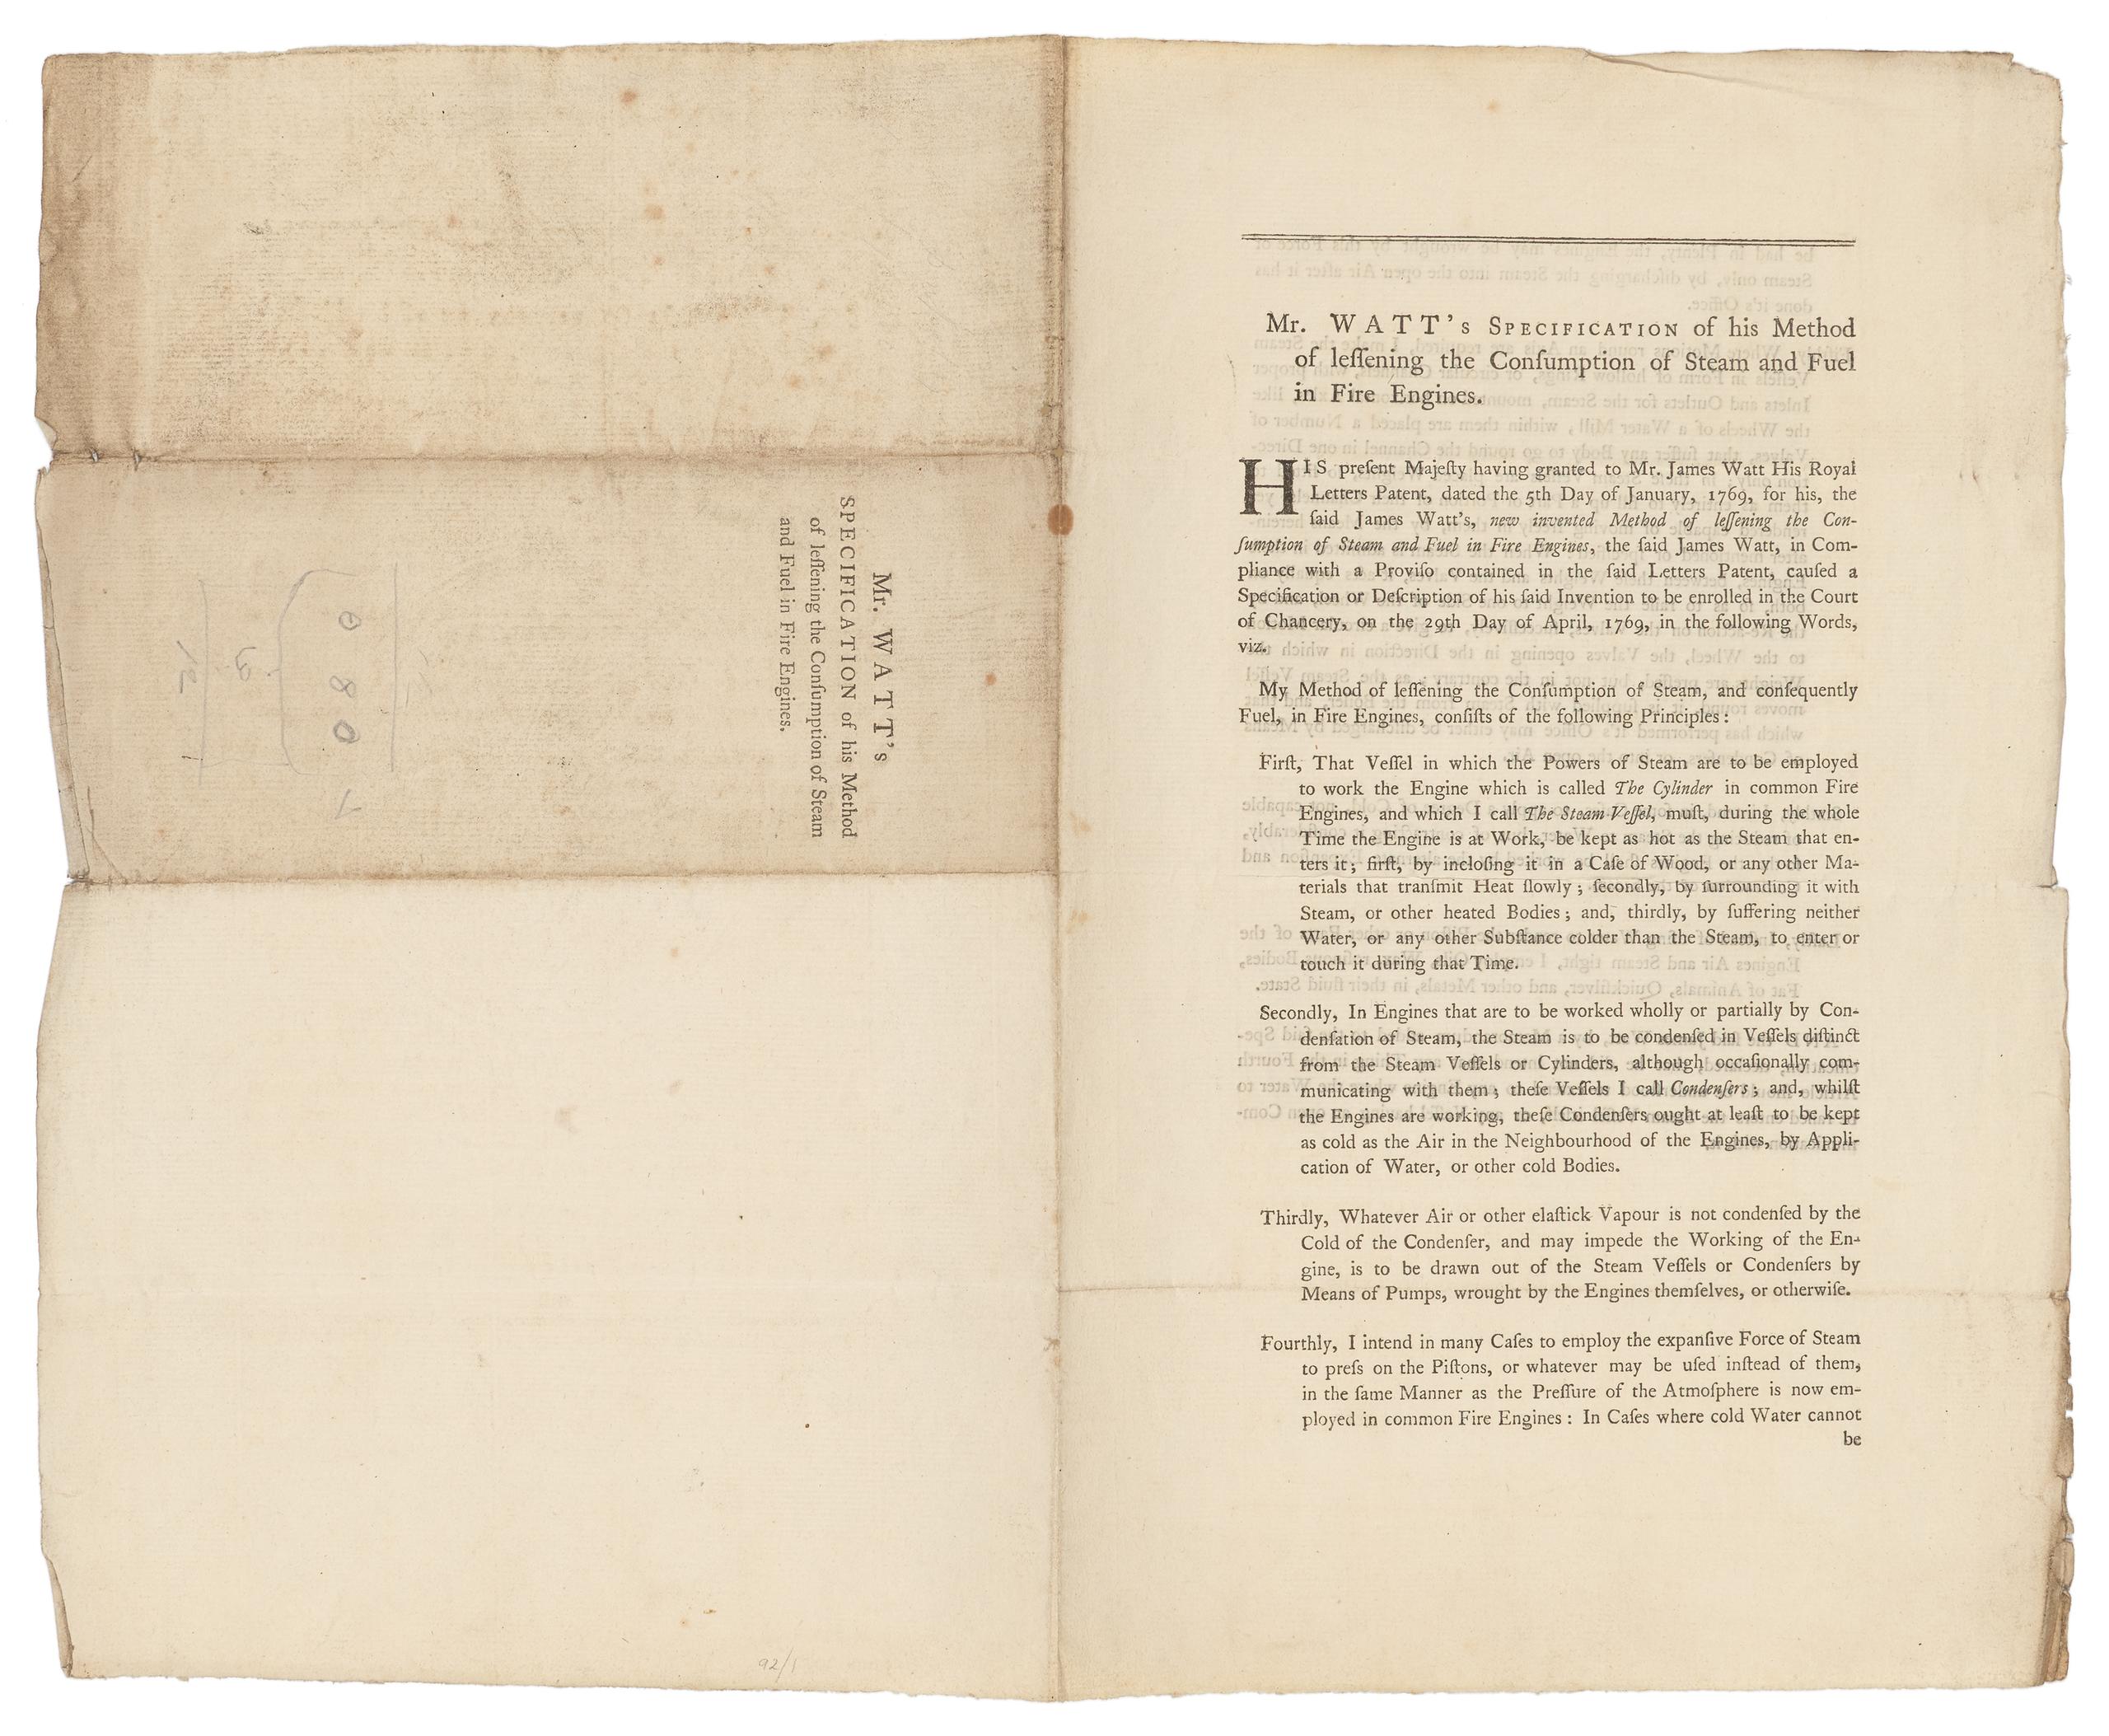 Mr. WATT's
SPECIFICATION of his Method
of leſſening the Conſumption of Steam
and Fuel in Fire Engines.
92/1
Mr. WATT's SPECIFICATION of his Method
of leſſening the Conſumption of Steam and Fuel
in Fire Engines.
HIS preſent Majeſty having granted to Mr. James Watt His Royal
Letters Patent, dated the 5th Day of January, 1769, for his, the
ſaid James Watt's, new invented Method of leſſening the Con-
ſumption of Steam and Fuel in Fire Engines, the ſaid James Watt, in Com-
pliance with a Proviſo contained in the ſaid Letters Patent, cauſed a
Specification or Deſcription of his ſaid Invention to be enrolled in the Court
of Chancery, on the 29th Day of April, 1769, in the following Words,
viz.
My Method of leſſening the Conſumption of Steam, and conſequently
Fuel, in Fire Engines, conſiſts of the following Principles:
Firſt, That Veſſel in which the Powers of Steam are to be employed
to work the Engine which is called The Cylinder in common Fire
Engines, and which I call The Steam Veſſel, muſt, during the whole
Time the Engine is at Work, be kept as hot as the Steam that en-
ters it; firſt, by incloſing it in a Caſe of Wood, or any other Ma-
terials that tranſmit Heat ſlowly; ſecondly, by ſurrounding it with
Steam, or other heated Bodies; and, thirdly, by ſuffering neither
Water, or any other Subſtance colder than the Steam, to enter or
touch it during that Time.
Secondly, In Engines that are to be worked wholly or partially by Con-
denſation of Steam, the Steam is to be condenſed in Veſſels diſtinct
from the Steam Veſſels or Cylinders, although occaſionally com-
municating with them; theſe Veſſels I call Condenſers; and, whilſt
the Engines are working, theſe Condenſers ought at leaſt to be kept
as cold as the Air in the Neighbourhood of the Engines, by Appli-
cation of Water, or other cold Bodies.
Thirdly, Whatever Air or other elaſtick Vapour is not condenſed by the
Cold of the Condenſer, and may impede the Working of the En-
gine, is to be drawn out of the Steam Veſſels or Condenſers by
Means of Pumps, wrought by the Engines themſelves, or otherwiſe.
Fourthly, I intend in many Caſes to employ the expanſive Force of Steam
to preſs on the Piſtons, or whatever may be uſed inſtead of them,
in the ſame Manner as the Preſſure of the Atmoſphere is now em-
ployed in common Fire Engines: In Caſes where cold Water cannot
be